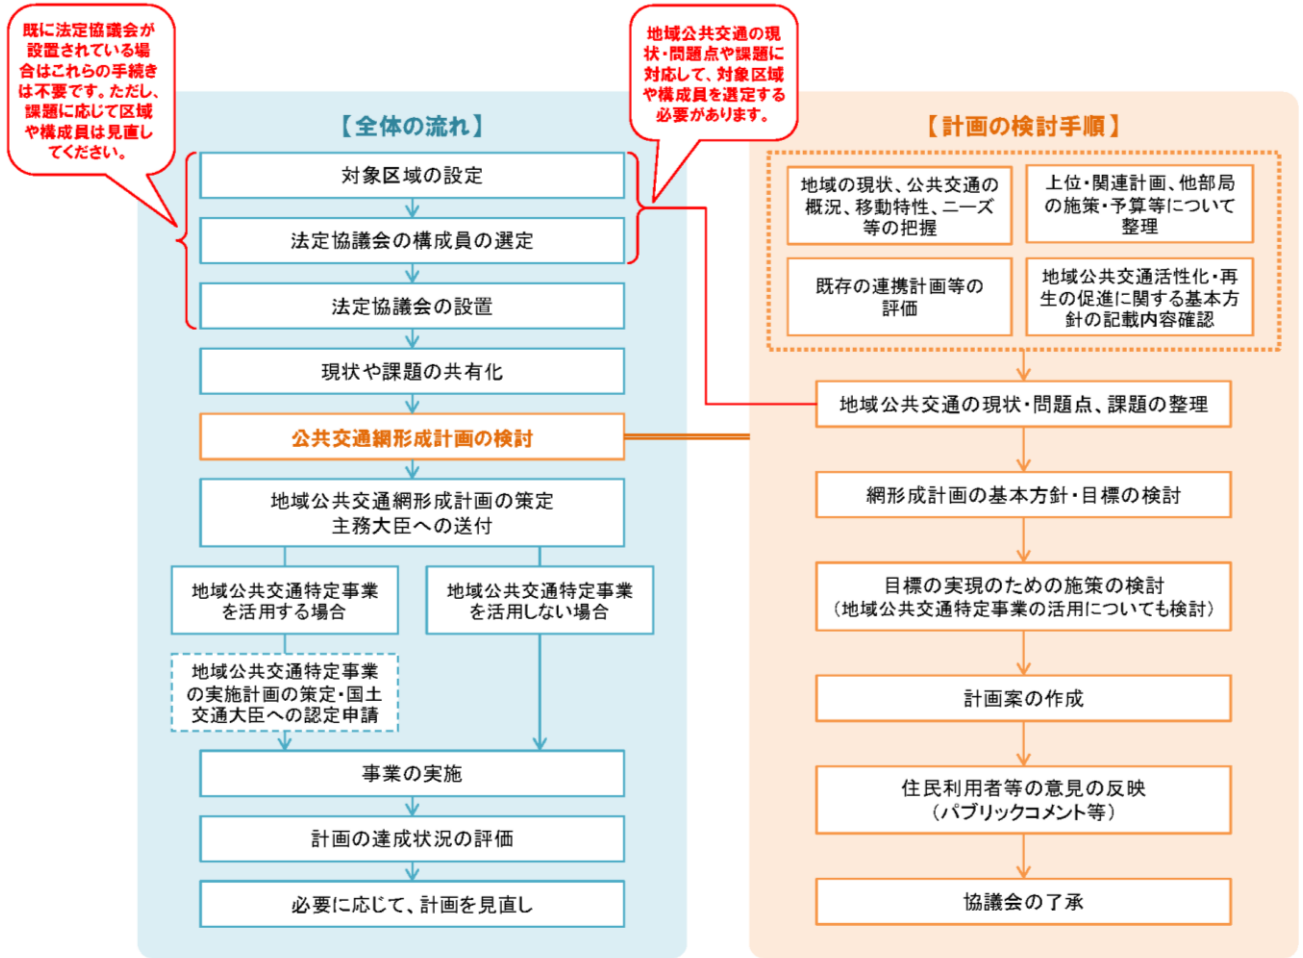 既に法定協議会が
設置されている場
合はこれらの手続き
は不要です。ただし、
課題に応じて区域
や構成員は見直し
てください。
地域公共交通の現
状・問題点や課題に
対応して、対象区域
や構成員を選定する
必要があります。
【全体の流れ】
対象区域の設定
法定協議会の構成員の選定
法定協議会の設置
現状や課題の共有化
公共交通網形成計画の検討
地域公共交通網形成計画の策定
主務大臣への送付
地域公共交通特定事業
を活用する場合
地域公共交通特定事業
を活用しない場合
地域公共交通特定事業
の実施計画の策定・国土
交通大臣への認定申請
事業の実施
計画の達成状況の評価
必要に応じて、計画を見直し
【計画の検討手順】
地域の現状、公共交通の
概況、移動特性、ニーズ
等の把握
上位・関連計画、他部局
の施策・予算等について
整理
既存の連携計画等の
評価
地域公共交通活性化・再
生の促進に関する基本方
針の記載内容確認
地域公共交通の現状・問題点、課題の整理
網形成計画の基本方針・目標の検討
目標の実現のための施策の検討
（地域公共交通特定事業の活用についても検討）
計画案の作成
住民利用者等の意見の反映
（パブリックコメント等）
協議会の了承